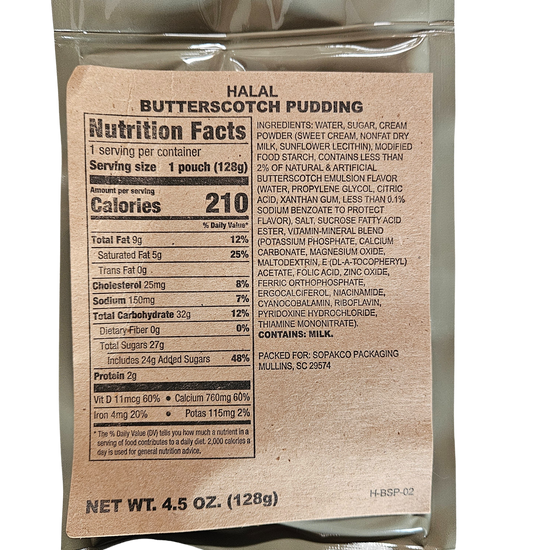 HALAL
BUTTERSCOTCH PUDDING
Nutrition Facts
1 serving per container
Serving size 1 pouch (128g)
Amount per serving
Calories 210
% Daily Value*
Total Fat 9g 12%
Saturated Fat 5g 25%
Trans Fat 0g
Cholesterol 25mg 8%
Sodium 150mg 7%
Total Carbohydrate 32g 12%
Dietary Fiber 0g 0%
Total Sugars 27g
Includes 24g Added Sugars 48%
Protein 2g
Vit D 11mcg 60% • Calcium 760mg 60%
Iron 4mg 20% • Potas 115mg 2%
* The % Daily Value (DV) tells you how much a nutrient in a
serving of food contributes to a daily diet. 2,000 calories a
day is used for general nutrition advice.
INGREDIENTS: WATER, SUGAR, CREAM
POWDER (SWEET CREAM, NONFAT DRY
MILK, SUNFLOWER LECITHIN), MODIFIED
FOOD STARCH, CONTAINS LESS THAN
2% OF NATURAL & ARTIFICIAL
BUTTERSCOTCH EMULSION FLAVOR
(WATER, PROPYLENE GLYCOL, CITRIC
ACID, XANTHAN GUM, LESS THAN 0.1%
SODIUM BENZOATE TO PROTECT
FLAVOR), SALT, SUCROSE FATTY ACID
ESTER, VITAMIN-MINERAL BLEND
(POTASSIUM PHOSPHATE, CALCIUM
CARBONATE, MAGNESIUM OXIDE,
MALTODEXTRIN, E (DL-A-TOCOPHERYL)
ACETATE, FOLIC ACID, ZINC OXIDE,
FERRIC ORTHOPHOSPHATE,
ERGOCALCIFEROL, NIACINAMIDE,
CYANOCOBALAMIN, RIBOFLAVIN,
PYRIDOXINE HYDROCHLORIDE,
THIAMINE MONONITRATE).
CONTAINS: MILK.
PACKED FOR: SOPAKCO PACKAGING
MULLINS, SC 29574
NET WT. 4.5 OZ. (128g)
H-BSP-02